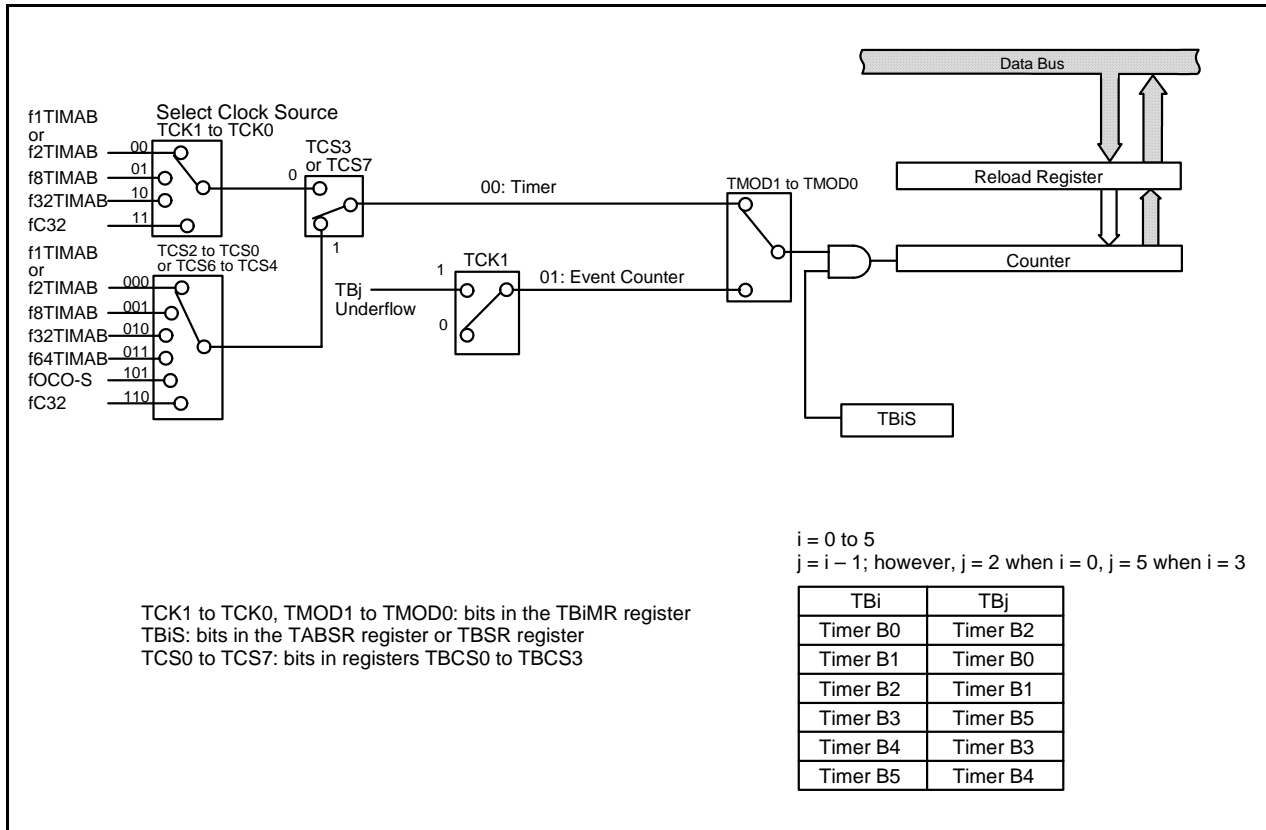 Data Bus
Reload Register
Counter
Select Clock Source
TCK1 to TCK0
f1TIMAB
or
f2TIMAB
00
f8TIMAB
01
f32TIMAB
10
fC32
11
TCS3
or TCS7
0
1
00: Timer
TMOD1 to TMOD0
f1TIMAB
or
f2TIMAB
TCS2 to TCS0
or TCS6 to TCS4
000
f8TIMAB
001
f32TIMAB
010
f64TIMAB
011
fOCO-S
101
fC32
110
TCK1
1
TBj
Underflow
0
01: Event Counter
TBiS
i = 0 to 5
j = i – 1; however, j = 2 when i = 0, j = 5 when i = 3
TBi TBj
Timer B0 Timer B2
Timer B1 Timer B0
Timer B2 Timer B1
Timer B3 Timer B5
Timer B4 Timer B3
Timer B5 Timer B4
TCK1 to TCK0, TMOD1 to TMOD0: bits in the TBiMR register
TBiS: bits in the TABSR register or TBSR register
TCS0 to TCS7: bits in registers TBCS0 to TBCS3